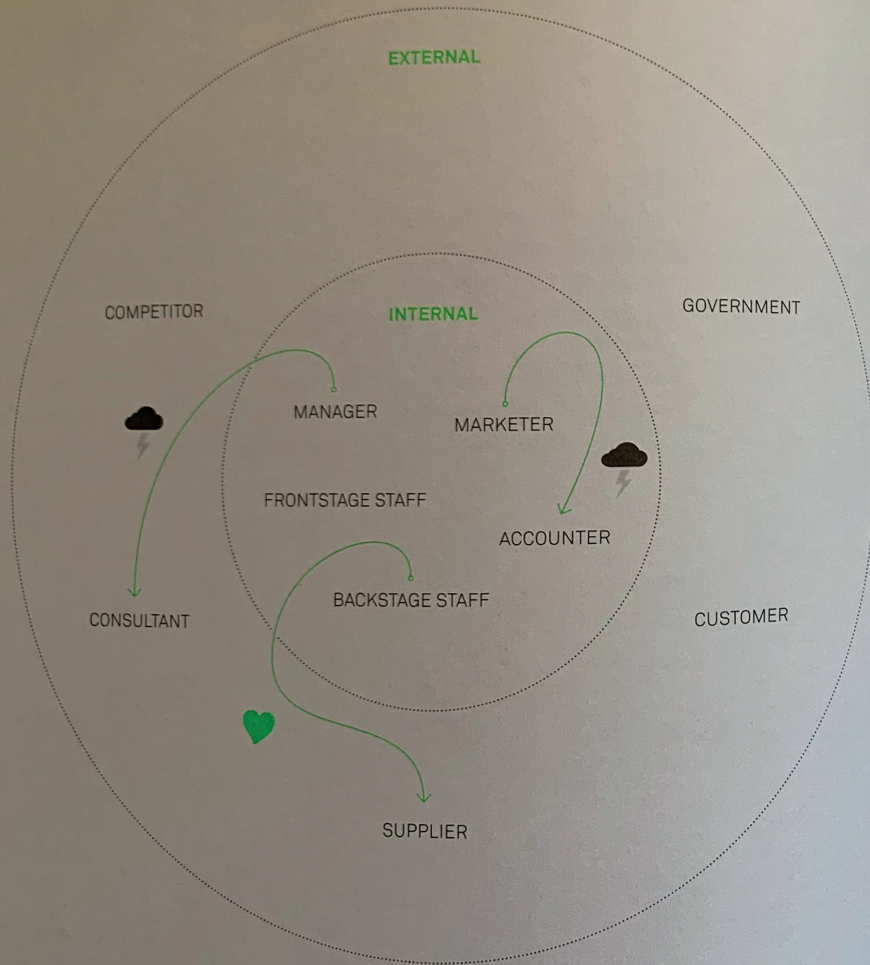 EXTERNAL
COMPETITOR
GOVERNMENT
INTERNAL
MANAGER
MARKETER
FRONTSTAGE STAFF
ACCOUNTER
BACKSTAGE STAFF
CONSULTANT
CUSTOMER
SUPPLIER